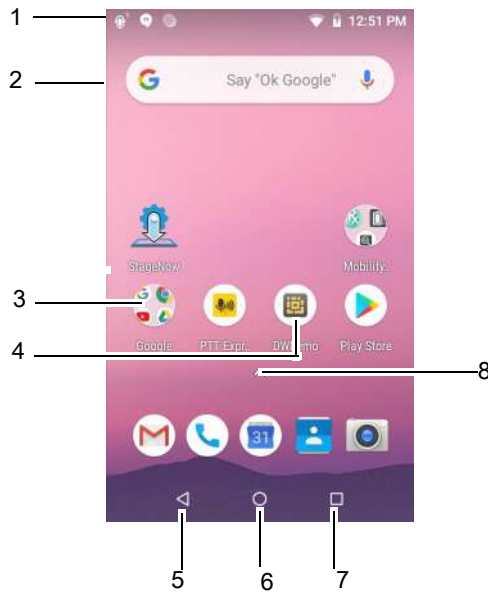 1
12:51 PM
2
Say "Ok Google"
StageNow
Mobility..
3
Google
PTT Expr..
DWDemo
Play Store
4
8
31
5
6
7